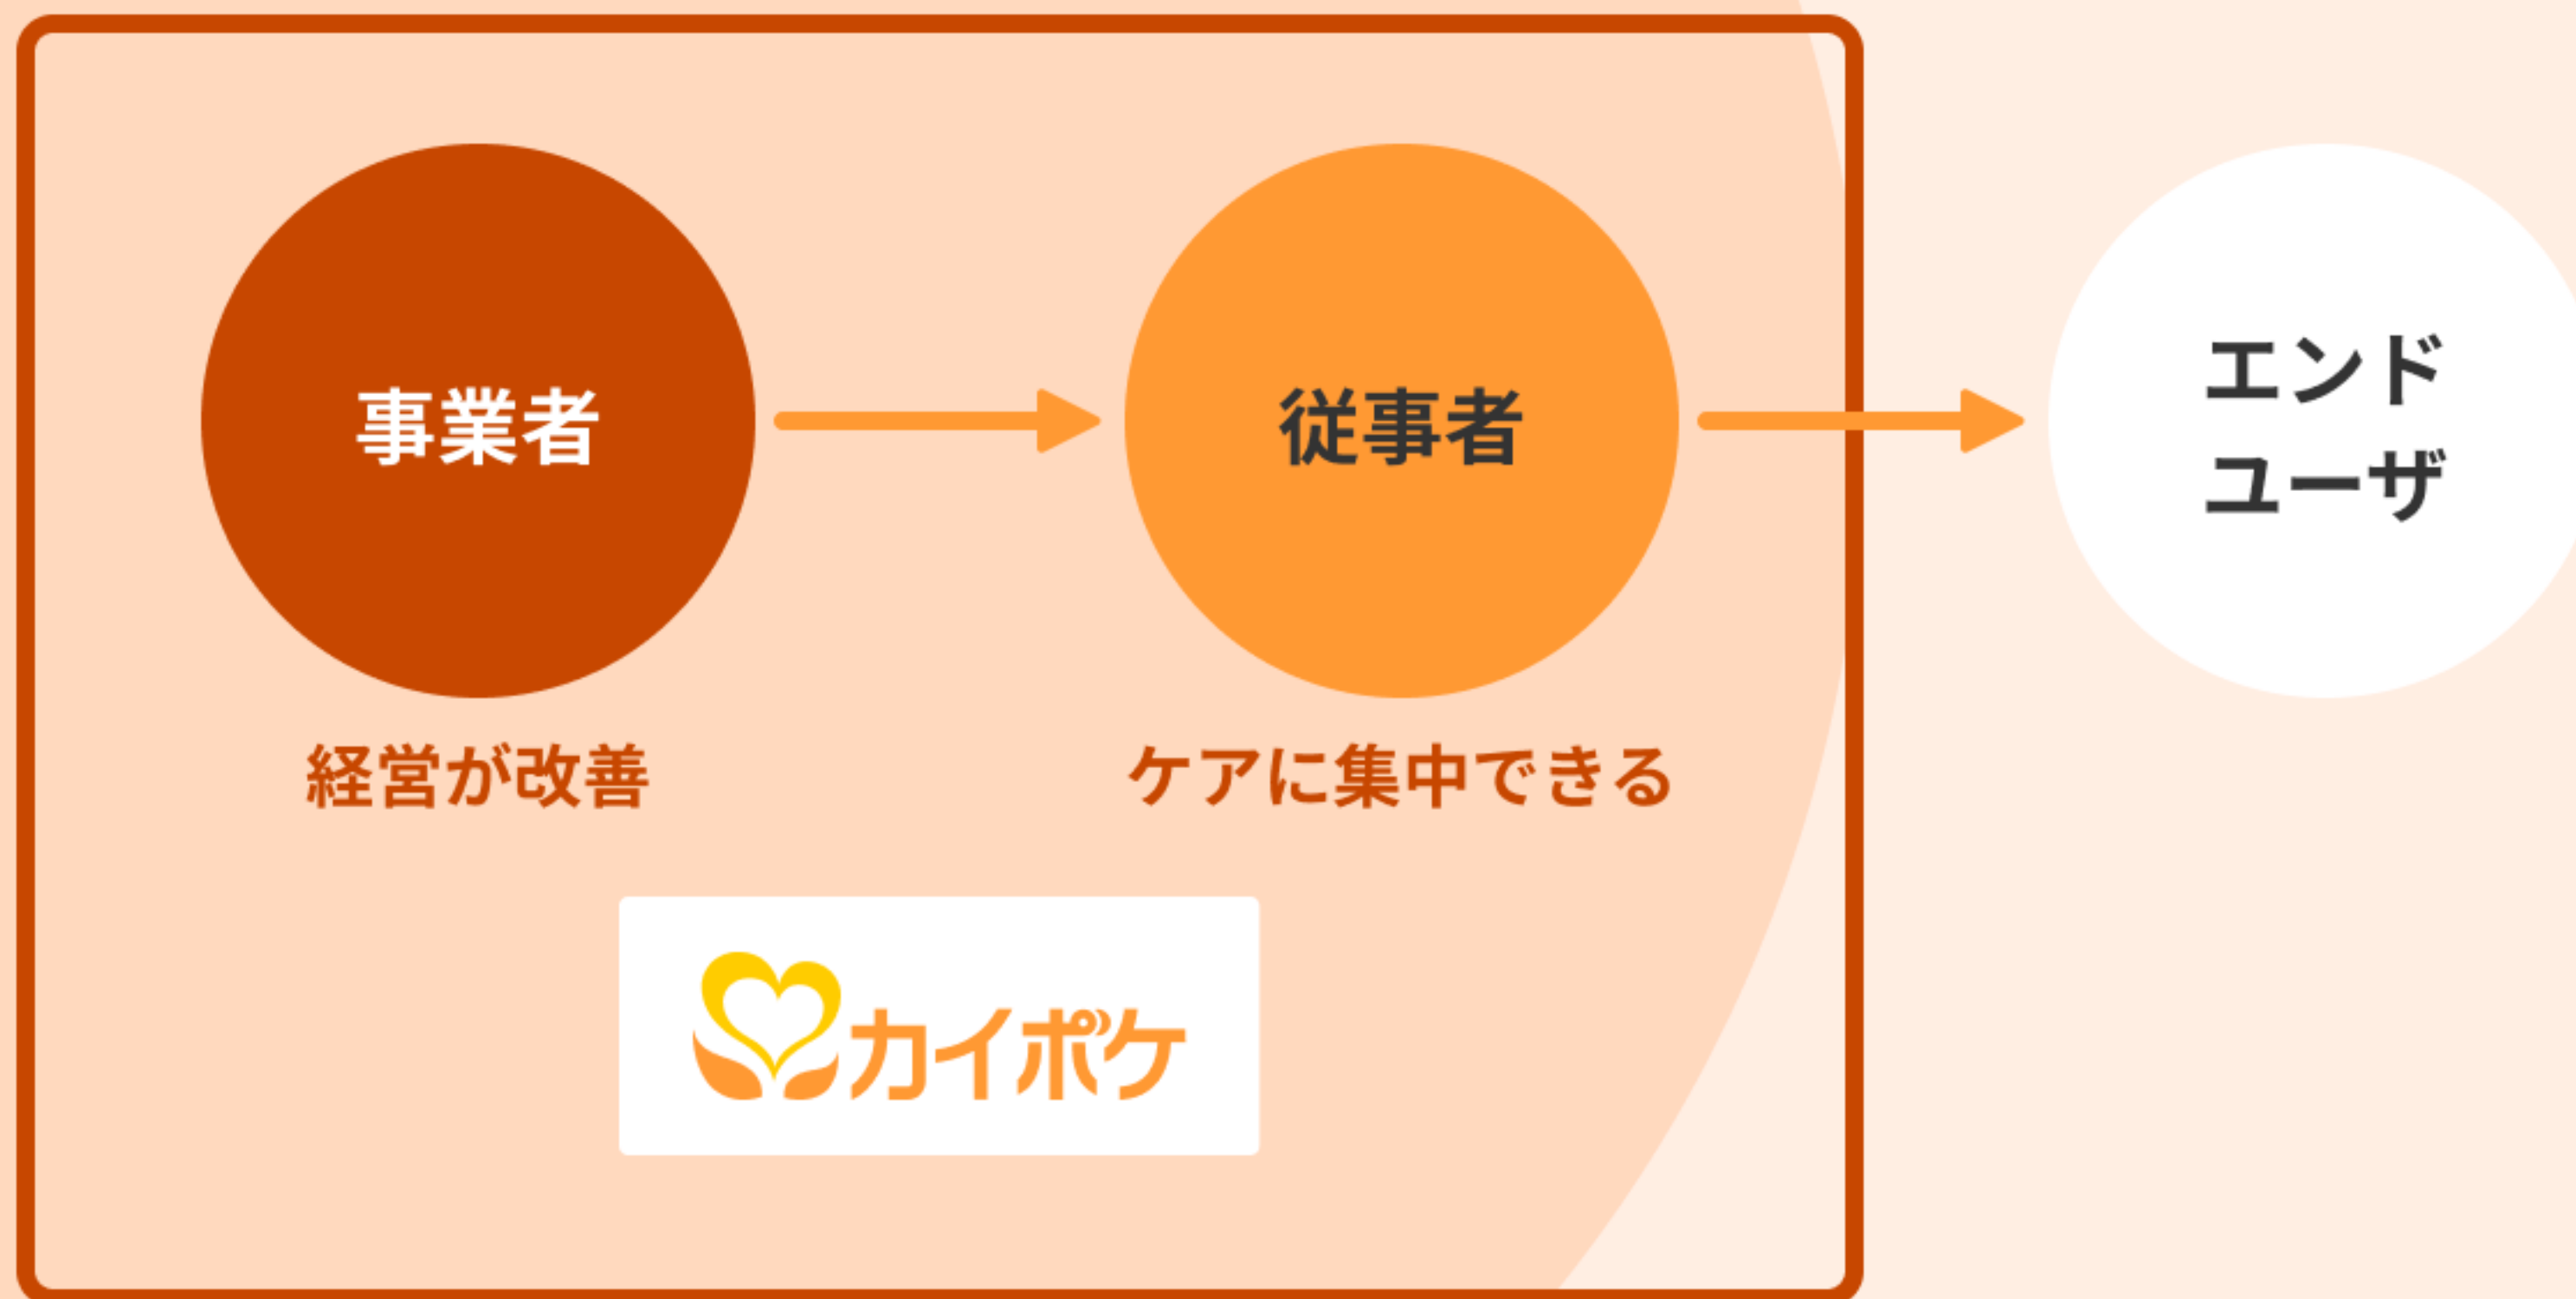 事業者
従事者
エンド
ユーザ
経営が改善
ケアに集中できる
カイポケ